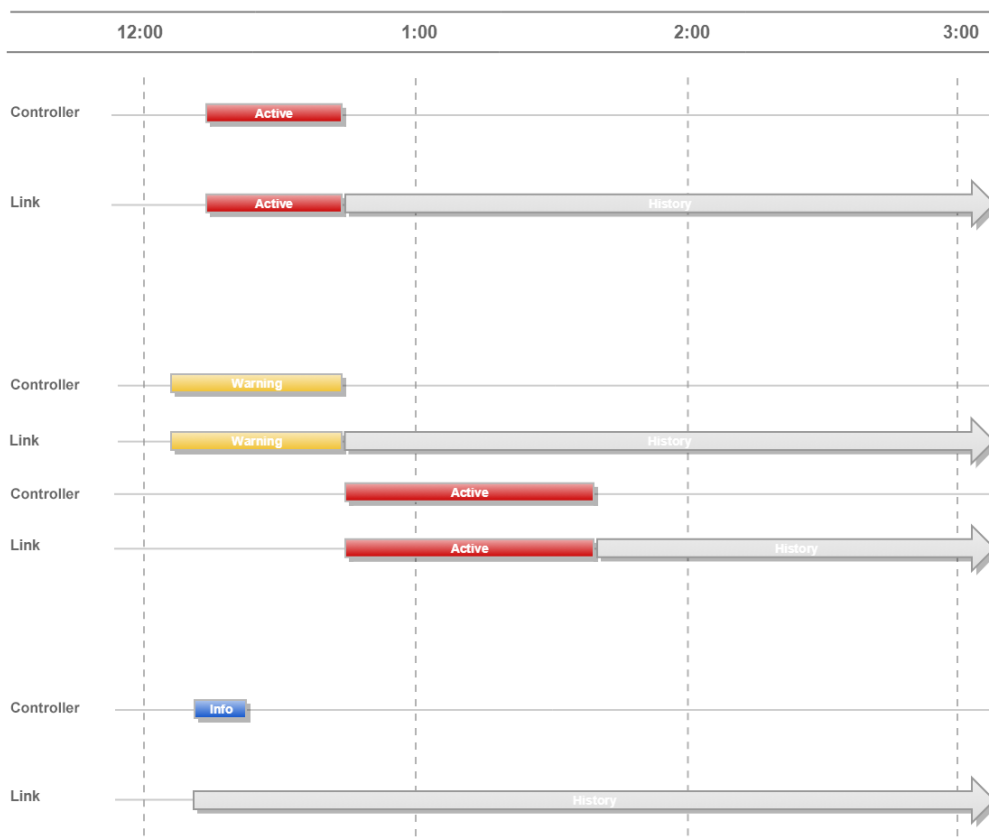 12:00 1:00 2:00 3:00
Controller Active
Link Active History
Controller Warning
Link Warning History
Controller Active
Link Active History
Controller Info
Link History